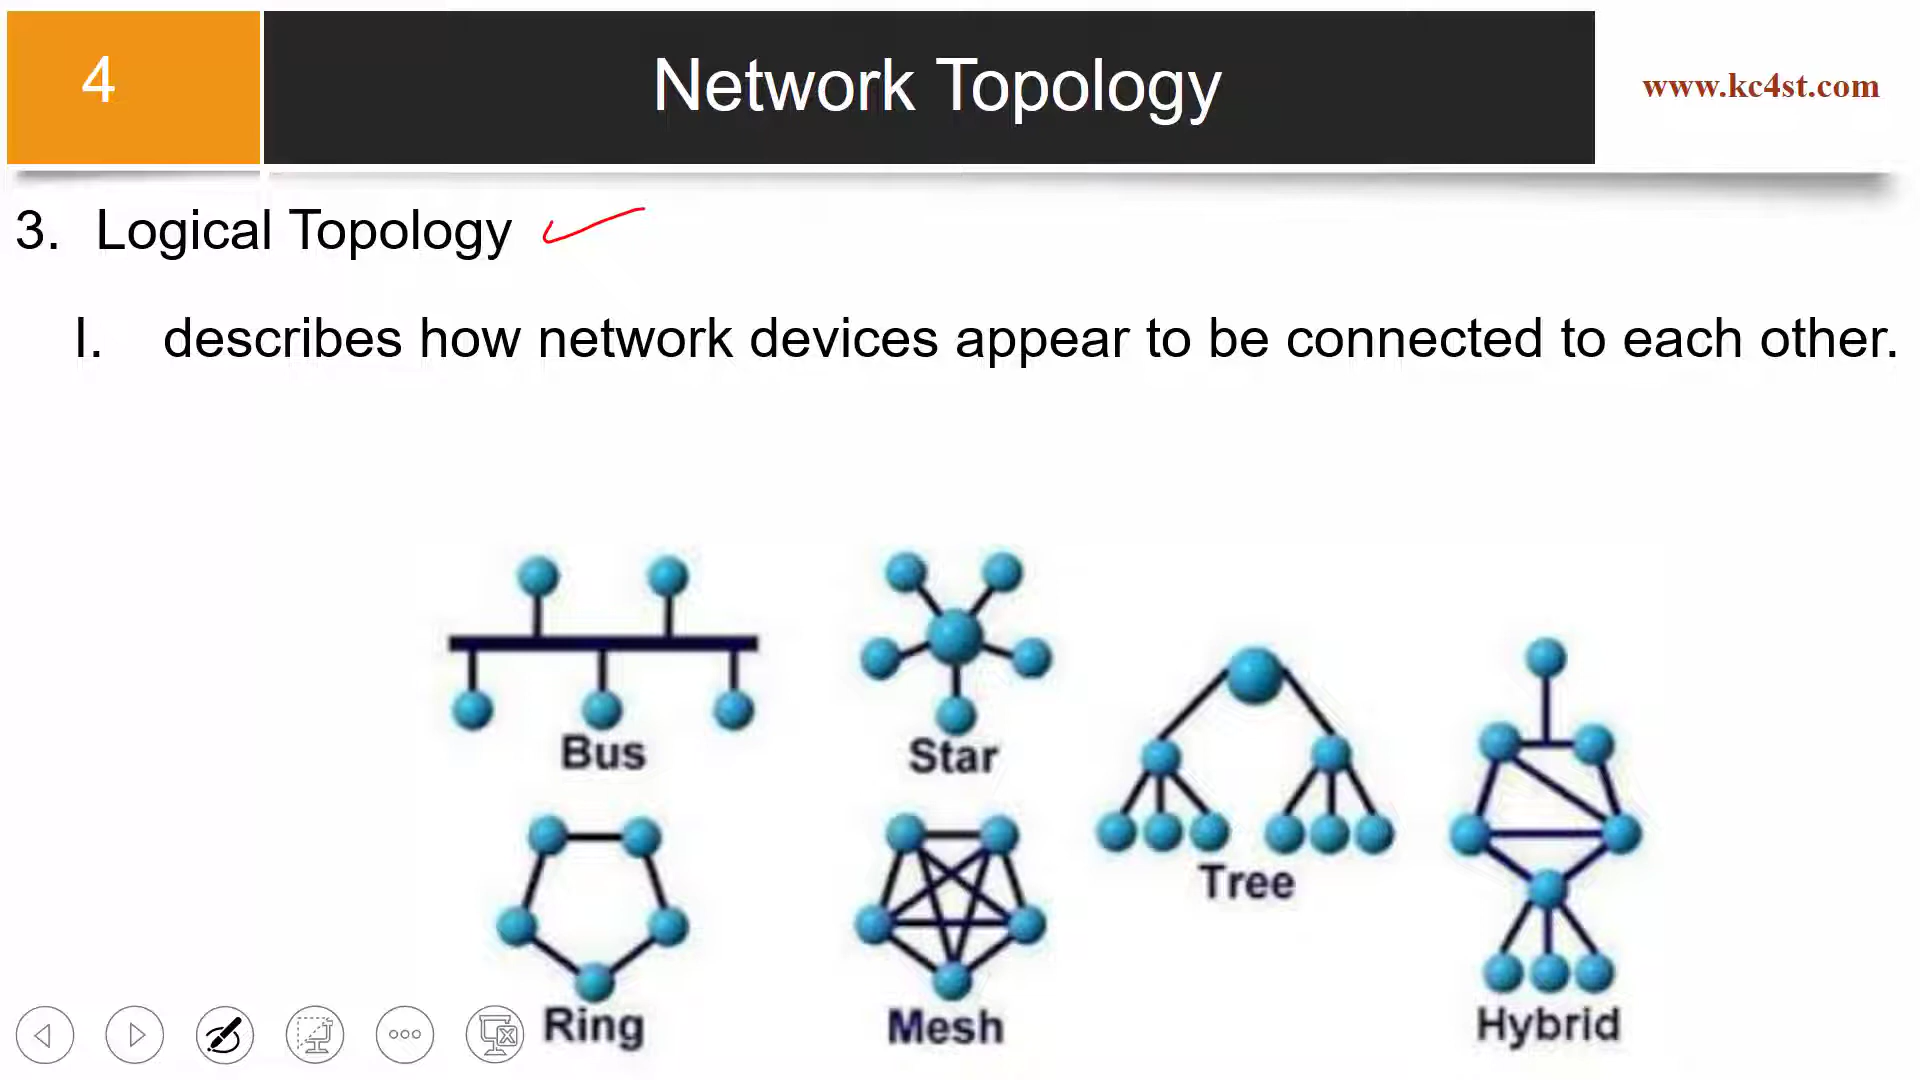 4
Network Topology
www.kc4st.com
3. Logical Topology
I. describes how network devices appear to be connected to each other.
Bus
Star
Tree
Ring
Mesh
Hybrid